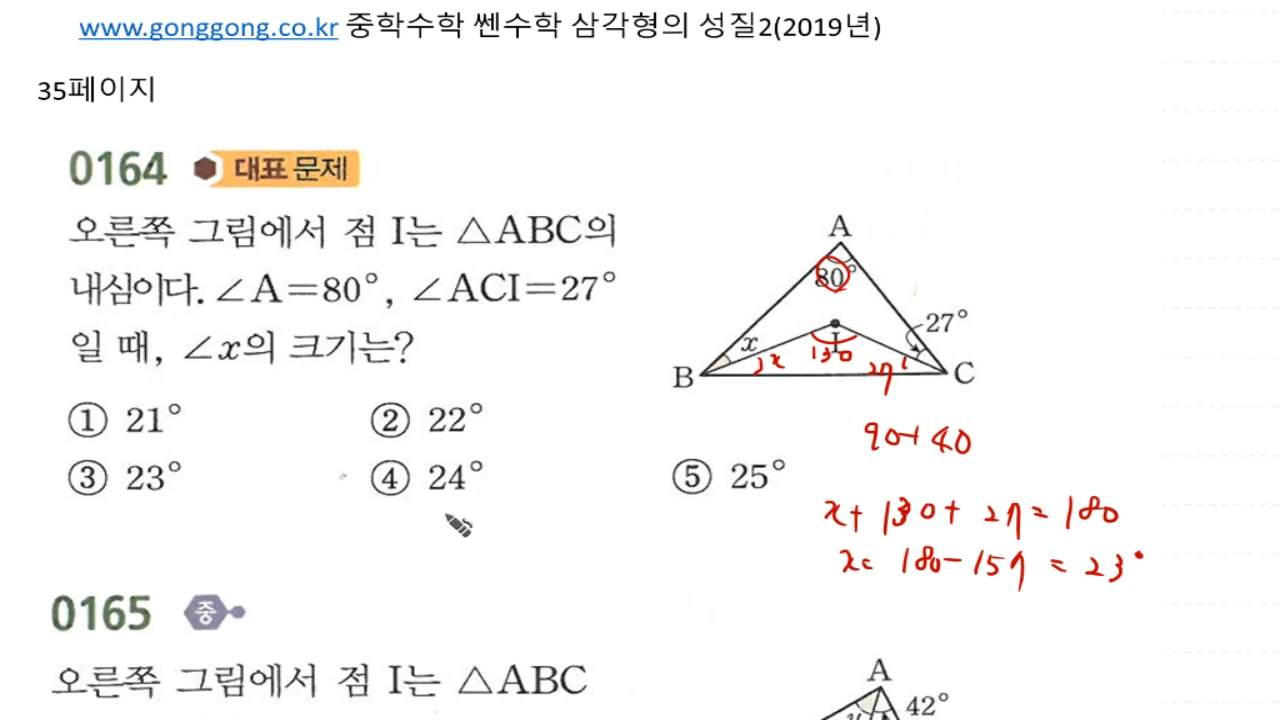 www.gonggong.co.kr 중학수학 쎈수학 삼각형의 성질2(2019년)
35페이지
0164 대표 문제
오른쪽 그림에서 점 I는 △ABC의
내심이다. ∠A=80°, ∠ACI=27°
일 때, ∠x의 크기는?
① 21° ② 22°
③ 23° ④ 24° ⑤ 25°
A
80°
27°
x
I
130
x
27
B
C
90+40
x+130+27=180
x=180-157=23°
0165 중
오른쪽 그림에서 점 I는 △ABC
A
42°
y